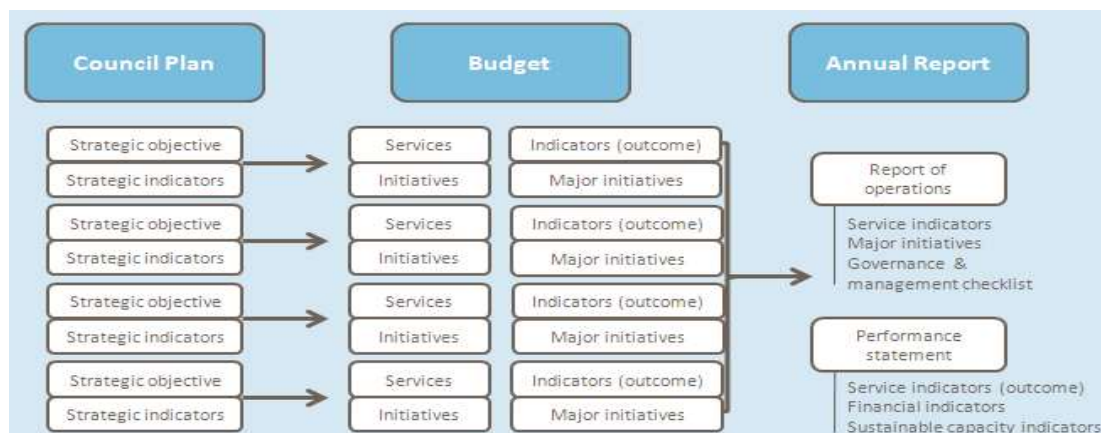 Council Plan
Budget
Annual Report
Strategic objective
Strategic indicators
Services
Initiatives
Indicators (outcome)
Major initiatives
Strategic objective
Strategic indicators
Services
Initiatives
Indicators (outcome)
Major initiatives
Strategic objective
Strategic indicators
Services
Initiatives
Indicators (outcome)
Major initiatives
Strategic objective
Strategic indicators
Services
Initiatives
Indicators (outcome)
Major initiatives
Report of
operations
Service indicators
Major initiatives
Governance &
management checklist
Performance
statement
Service indicators (outcome)
Financial indicators
Sustainable capacity indicators